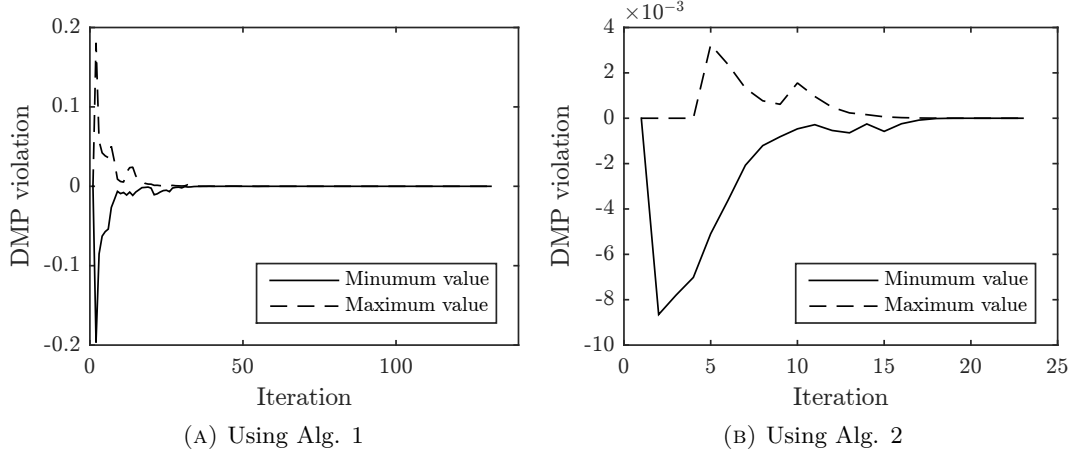 0.2
0.1
0
-0.1
-0.2
DMP violation
0
50
100
Iteration
Minumum value
Maximum value
(A) Using Alg. 1
×10⁻³
4
2
0
-2
-4
-6
-8
-10
DMP violation
0
5
10
15
20
25
Iteration
Minumum value
Maximum value
(B) Using Alg. 2